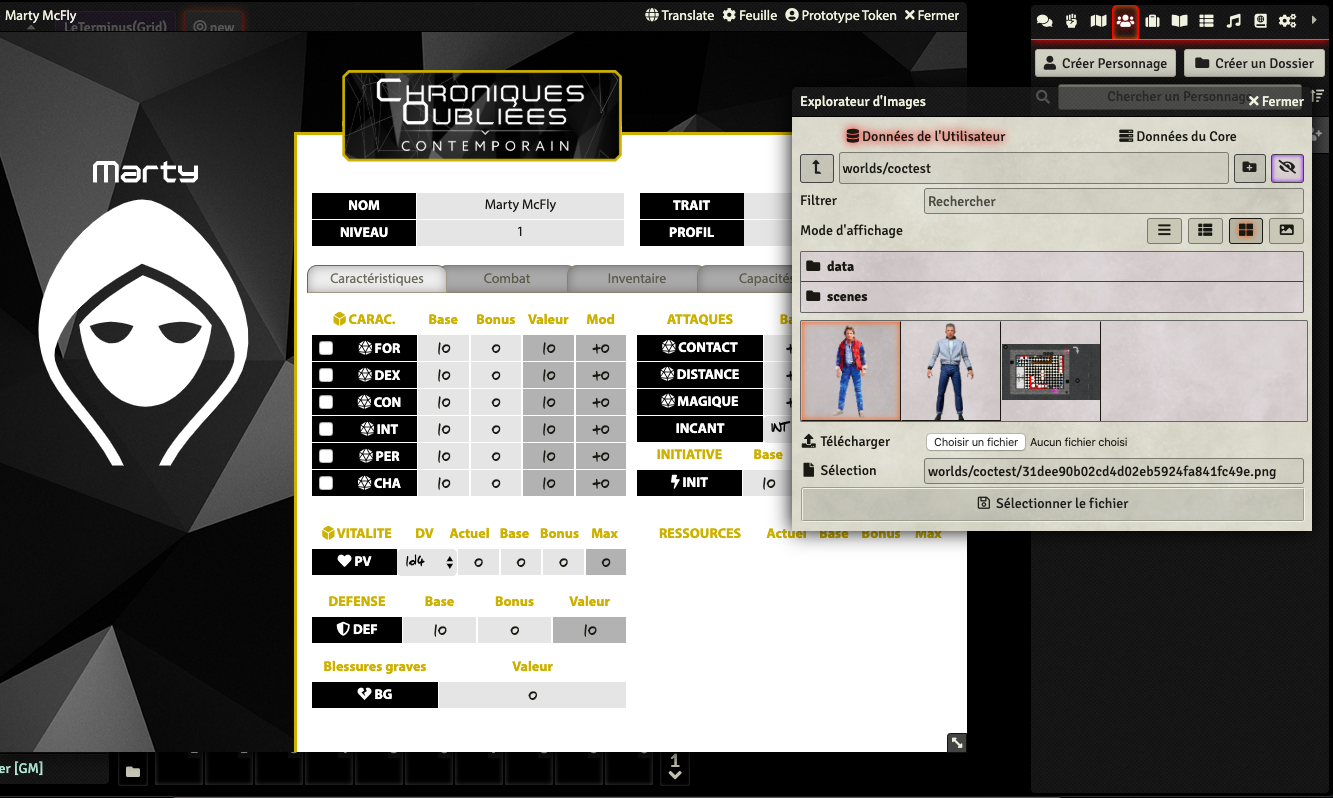 Marty McFly
LeTerminus(Grid)
new
Translate Feuille Prototype Token Fermer
Créer Personnage Créer un Dossier
Chercher un Personnage
CHRONIQUES
OUBLIÉES
CONTEMPORAIN
Marty
NOM Marty McFly
NIVEAU 1
TRAIT
PROFIL
Caractéristiques Combat Inventaire Capacités
CARAC. Base Bonus Valeur Mod
FOR 10 0 10 +0
DEX 10 0 10 +0
CON 10 0 10 +0
INT 10 0 10 +0
PER 10 0 10 +0
CHA 10 0 10 +0
ATTAQUES Ba
CONTACT +
DISTANCE +
MAGIQUE +
INCANT INT
INITIATIVE Base
INIT 10
VITALITE DV Actuel Base Bonus Max
PV 1d4 0 0 0 0
RESSOURCES Actuel Base Bonus Max
DEFENSE Base Bonus Valeur
DEF 10 0 10
Blessures graves Valeur
BG 0
Explorateur d'Images Fermer
Données de l'Utilisateur Données du Core
worlds/coctest
Filtrer Rechercher
Mode d'affichage
data
scenes
Télécharger Choisir un fichier Aucun fichier choisi
Sélection worlds/coctest/31dee90b02cd4d02eb5924fa841fc49e.png
Sélectionner le fichier
er [GM]
1